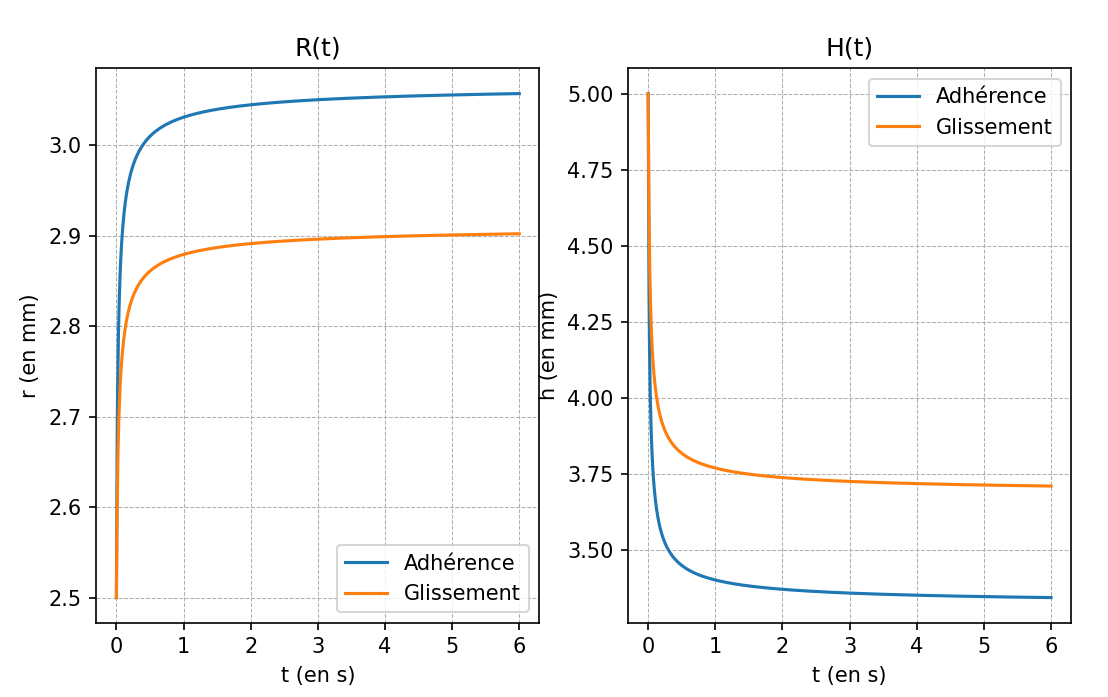 R(t)
r (en mm)
3.0
2.9
2.8
2.7
2.6
2.5
0 1 2 3 4 5 6
t (en s)
Adhérence
Glissement
H(t)
h (en mm)
5.00
4.75
4.50
4.25
4.00
3.75
3.50
0 1 2 3 4 5 6
t (en s)
Adhérence
Glissement